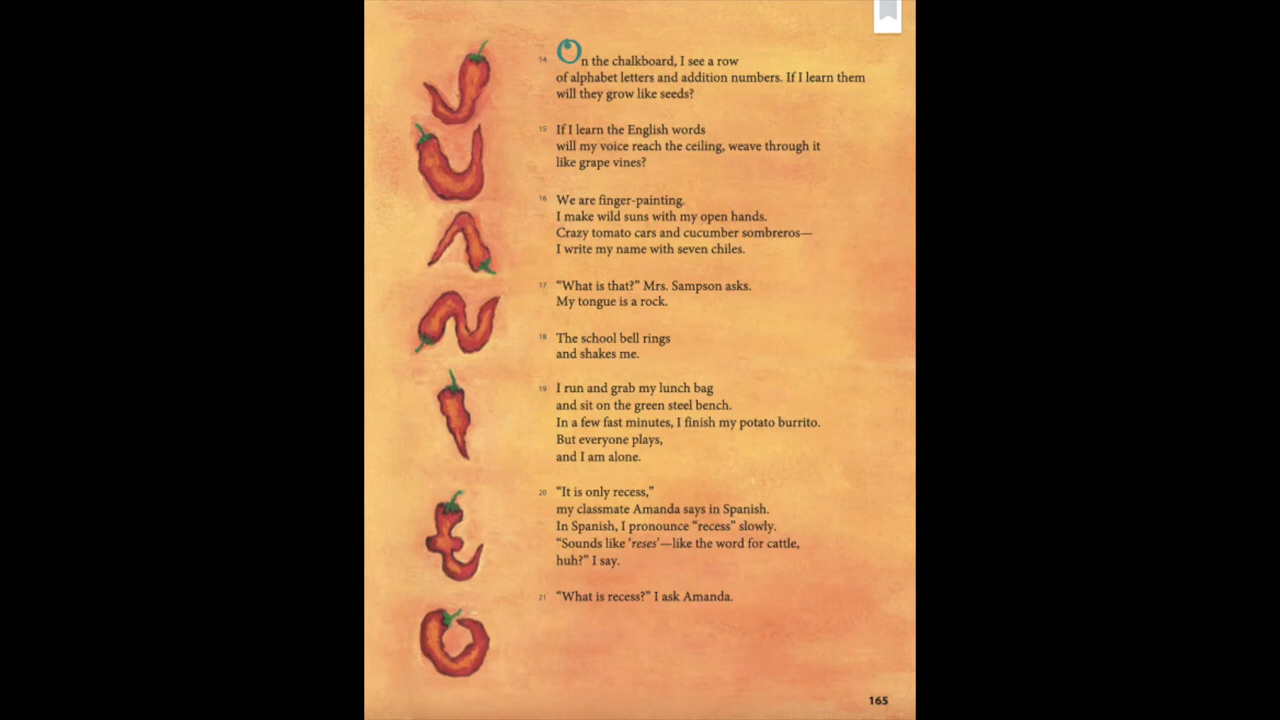 J
U
A
N
I
t
O
14 On the chalkboard, I see a row
of alphabet letters and addition numbers. If I learn them
will they grow like seeds?
15 If I learn the English words
will my voice reach the ceiling, weave through it
like grape vines?
16 We are finger-painting.
I make wild suns with my open hands.
Crazy tomato cars and cucumber sombreros—
I write my name with seven chiles.
17 “What is that?” Mrs. Sampson asks.
My tongue is a rock.
18 The school bell rings
and shakes me.
19 I run and grab my lunch bag
and sit on the green steel bench.
In a few fast minutes, I finish my potato burrito.
But everyone plays,
and I am alone.
20 “It is only recess,”
my classmate Amanda says in Spanish.
In Spanish, I pronounce “recess” slowly.
“Sounds like ‘reses’—like the word for cattle,
huh?” I say.
21 “What is recess?” I ask Amanda.
165